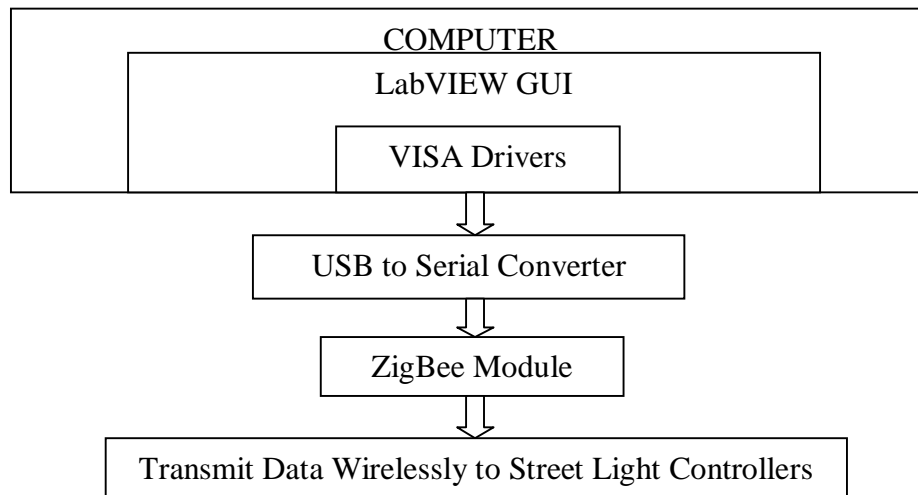 COMPUTER
LabVIEW GUI
VISA Drivers
USB to Serial Converter
ZigBee Module
Transmit Data Wirelessly to Street Light Controllers